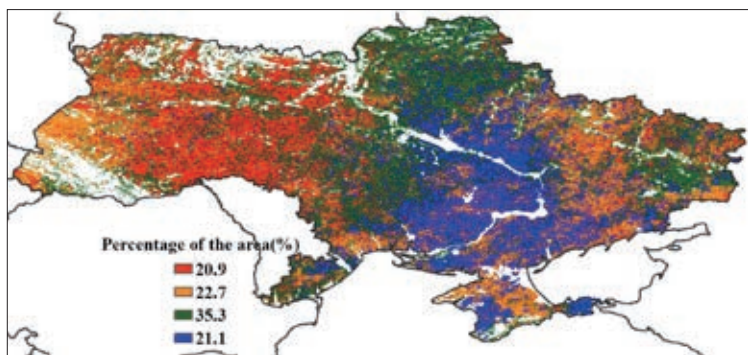 Percentage of the area(%)
20.9
22.7
35.3
21.1